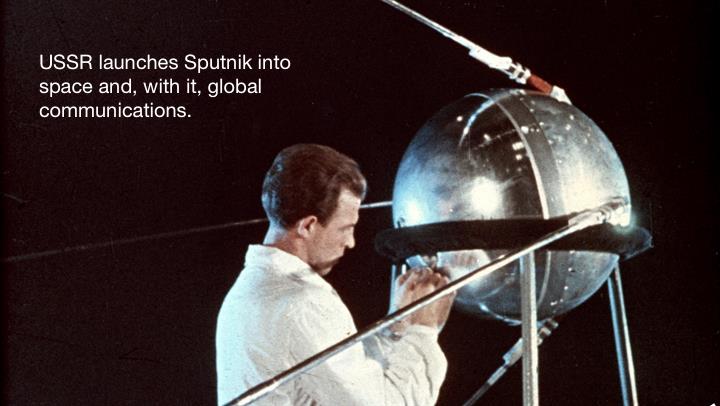 USSR launches Sputnik into
space and, with it, global
communications.